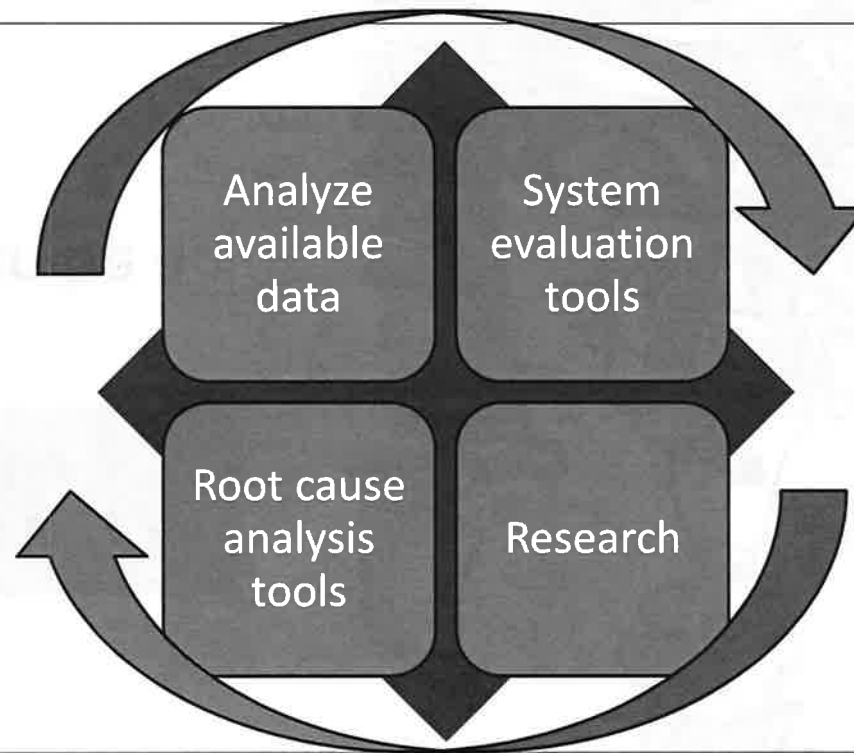 Analyze
available
data
System
evaluation
tools
Root cause
analysis
tools
Research